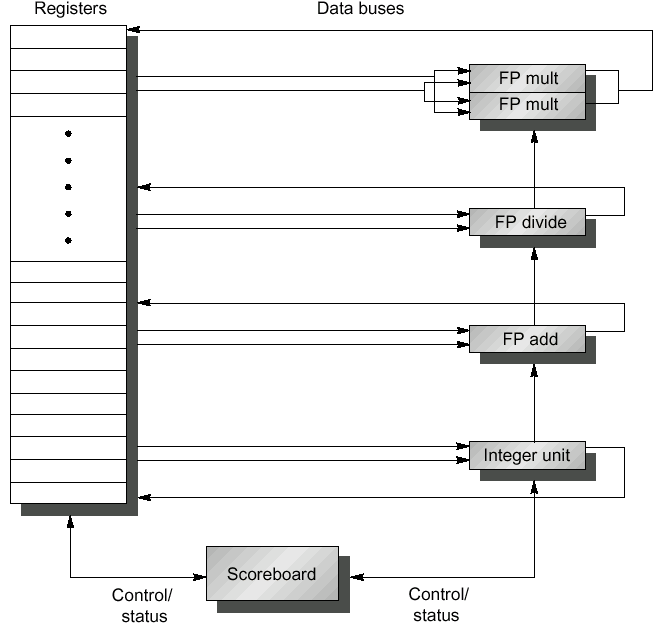 Registers
Data buses
FP mult
FP mult
FP divide
FP add
Integer unit
Scoreboard
Control/
status
Control/
status